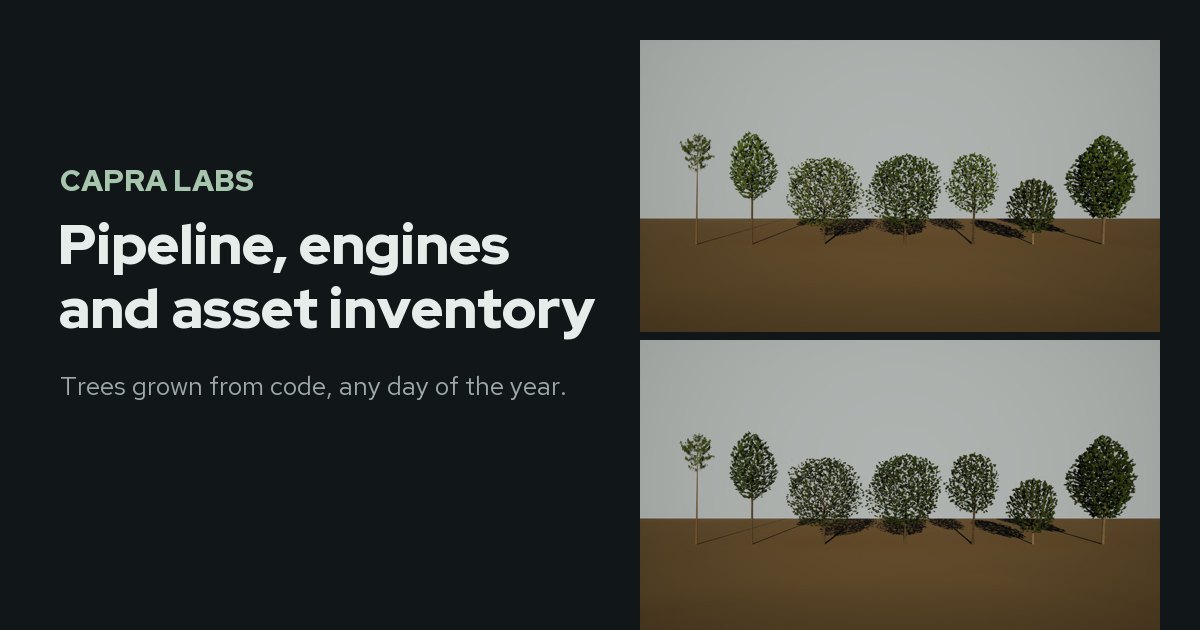 CAPRA LABS
Pipeline, engines
and asset inventory
Trees grown from code, any day of the year.